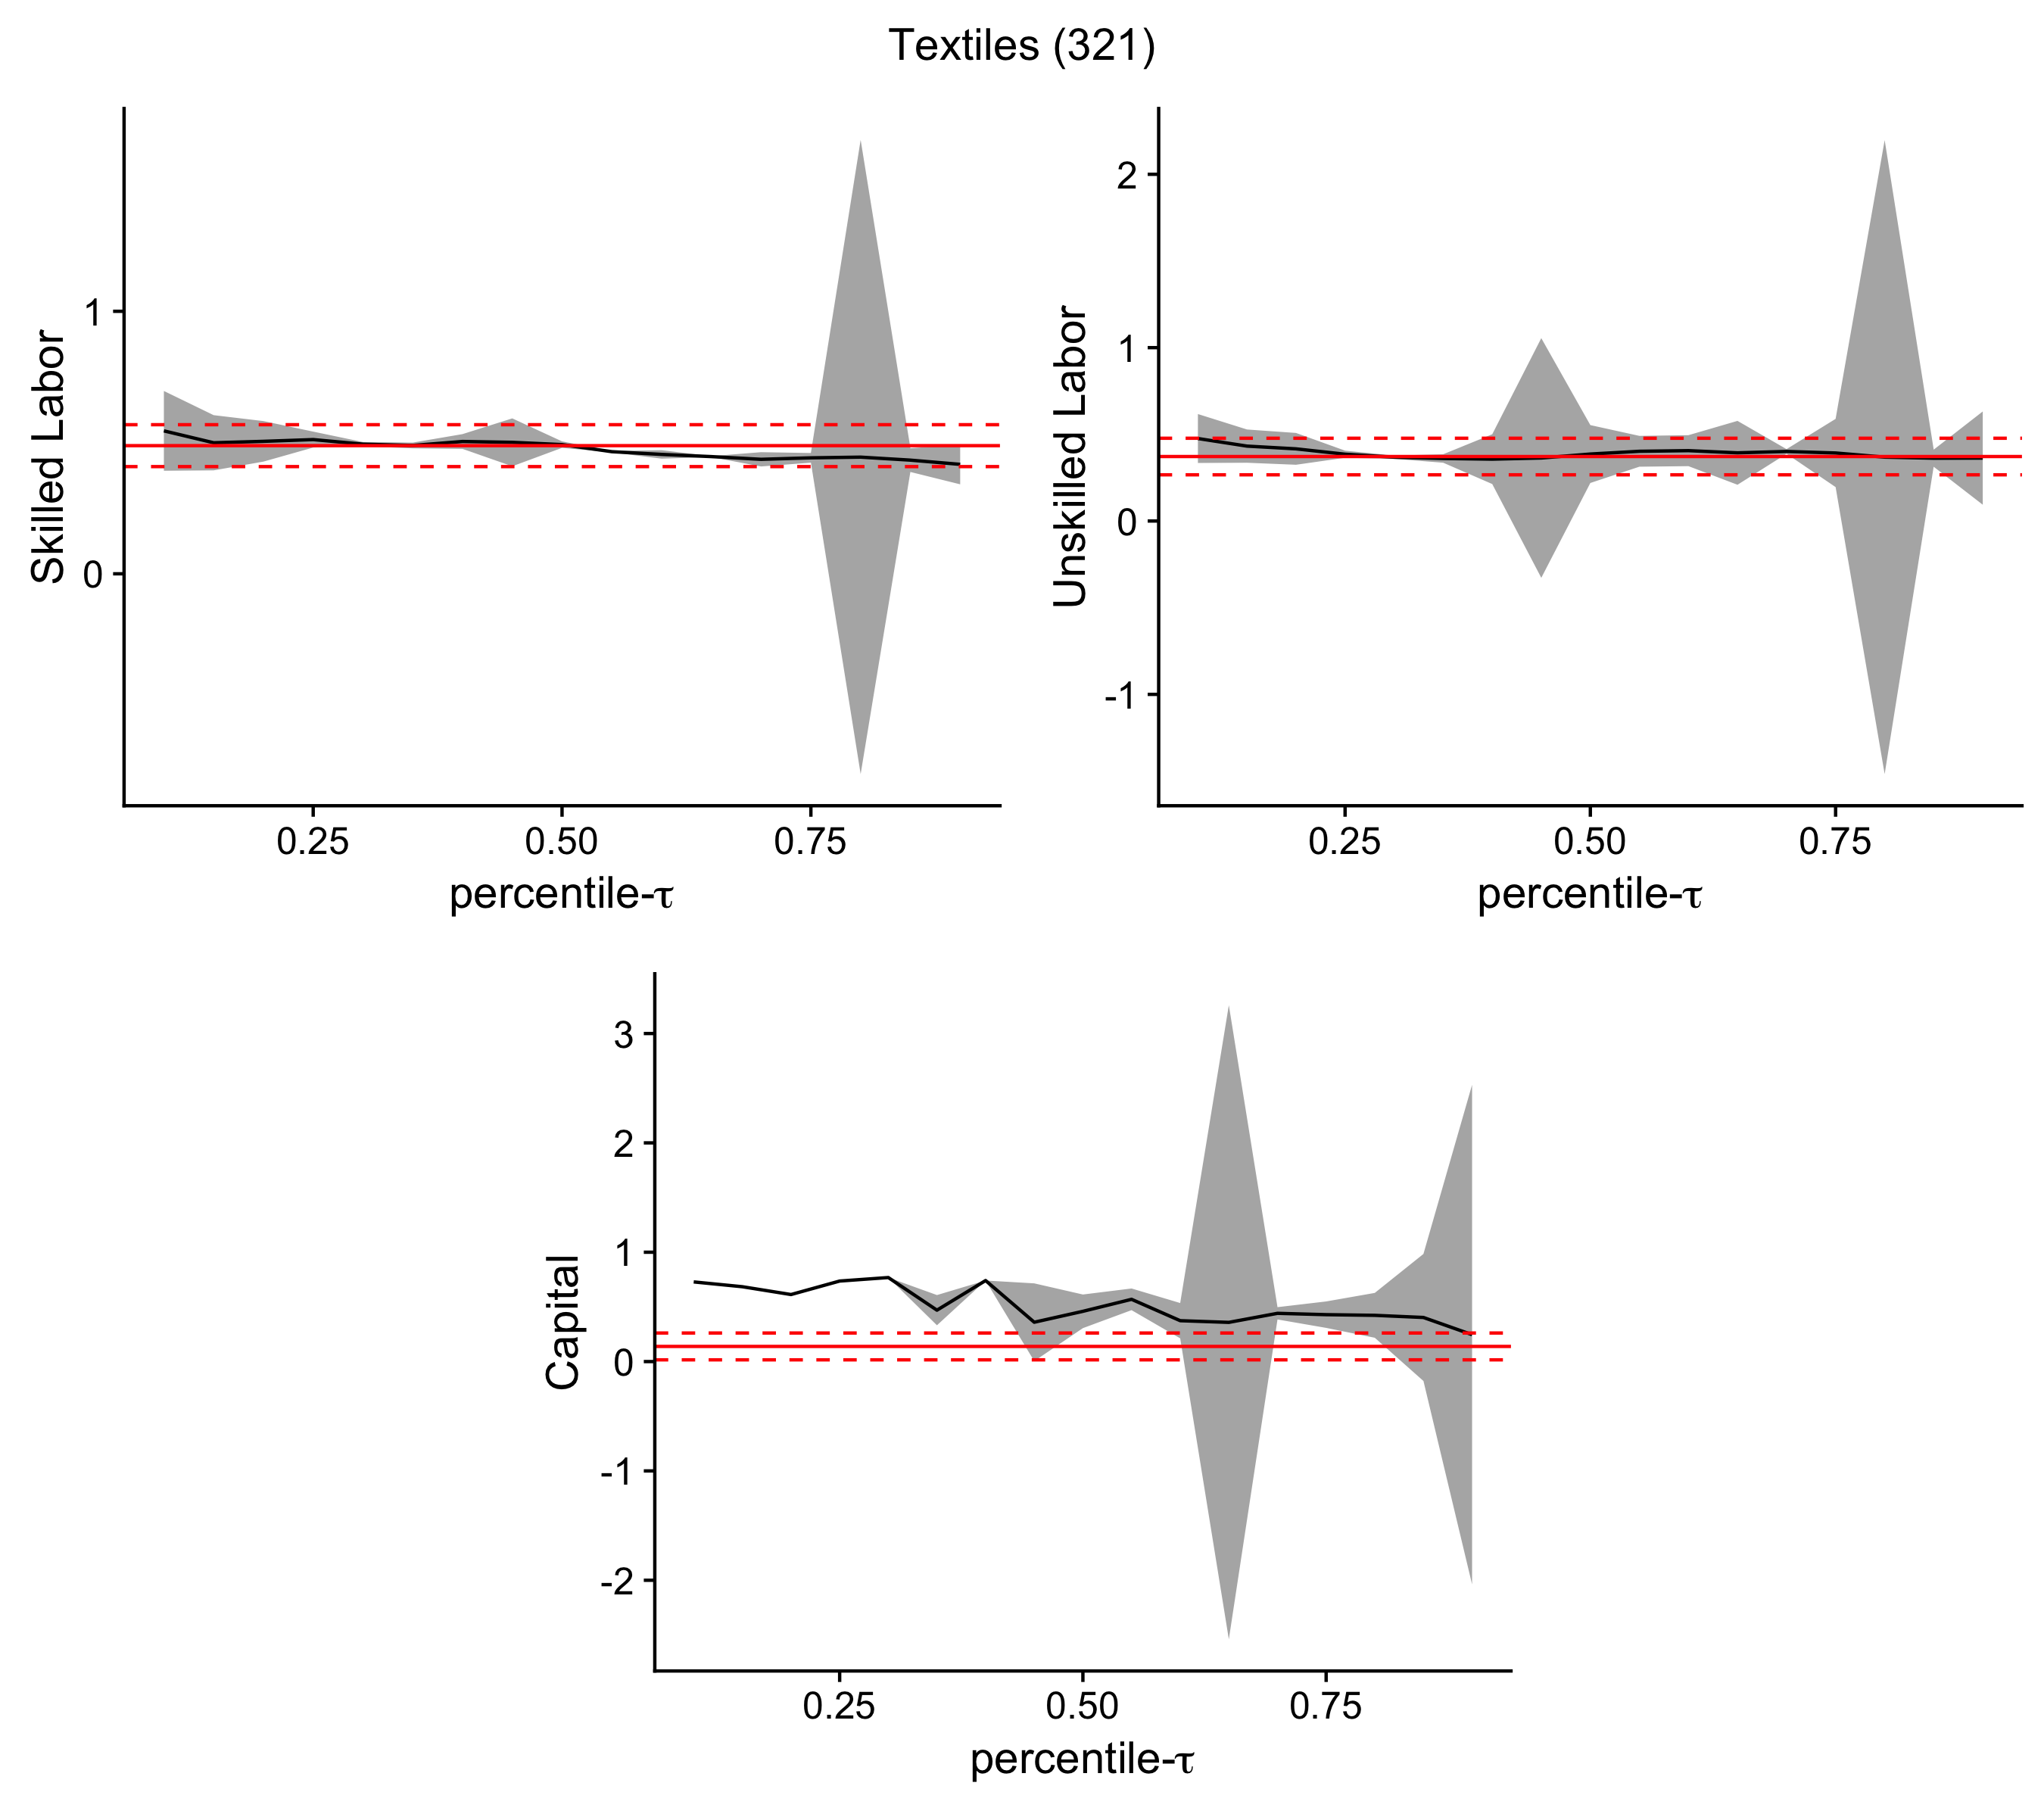 Textiles (321)
Skilled Labor
1
0
0.25 0.50 0.75
percentile-τ
Unskilled Labor
2
1
0
-1
0.25 0.50 0.75
percentile-τ
Capital
3
2
1
0
-1
-2
0.25 0.50 0.75
percentile-τ